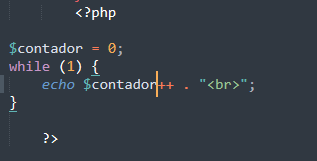 <?php
$contador = 0;
while (1) {
echo $contador++ . "<br>";
}
?>